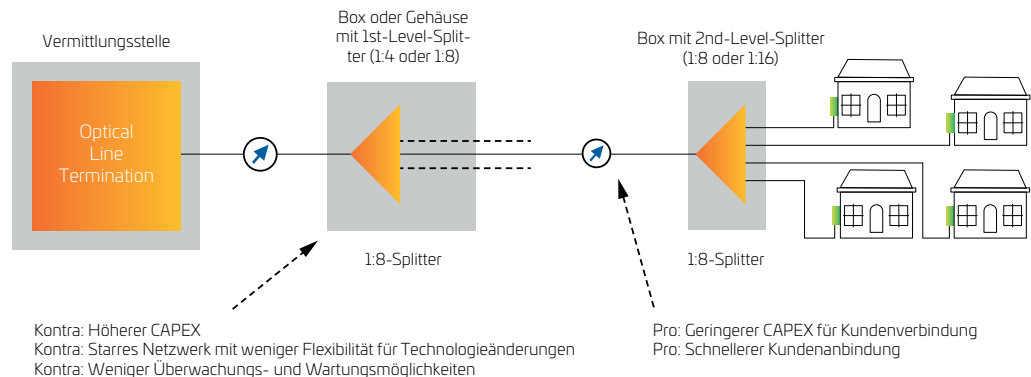 Vermittlungsstelle
Box oder Gehäuse
mit 1st-Level-Split-
ter (1:4 oder 1:8)
Box mit 2nd-Level-Splitter
(1:8 oder 1:16)
Optical
Line
Termination
1:8-Splitter
1:8-Splitter
Kontra: Höherer CAPEX
Kontra: Starres Netzwerk mit weniger Flexibilität für Technologieänderungen
Kontra: Weniger Überwachungs- und Wartungsmöglichkeiten
Pro: Geringerer CAPEX für Kundenverbindung
Pro: Schnellerer Kundenanbindung